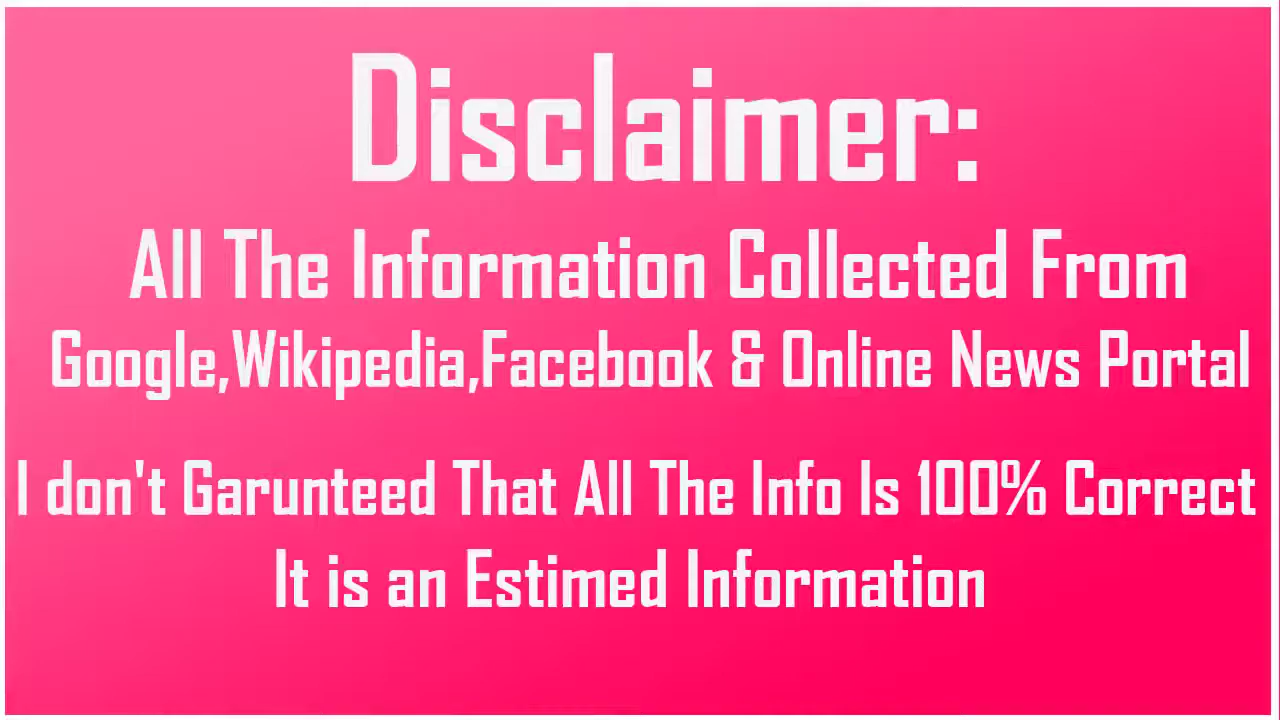 Disclaimer:
All The Information Collected From
Google,Wikipedia,Facebook & Online News Portal
I don't Garunteed That All The Info Is 100% Correct
It is an Estimed Information